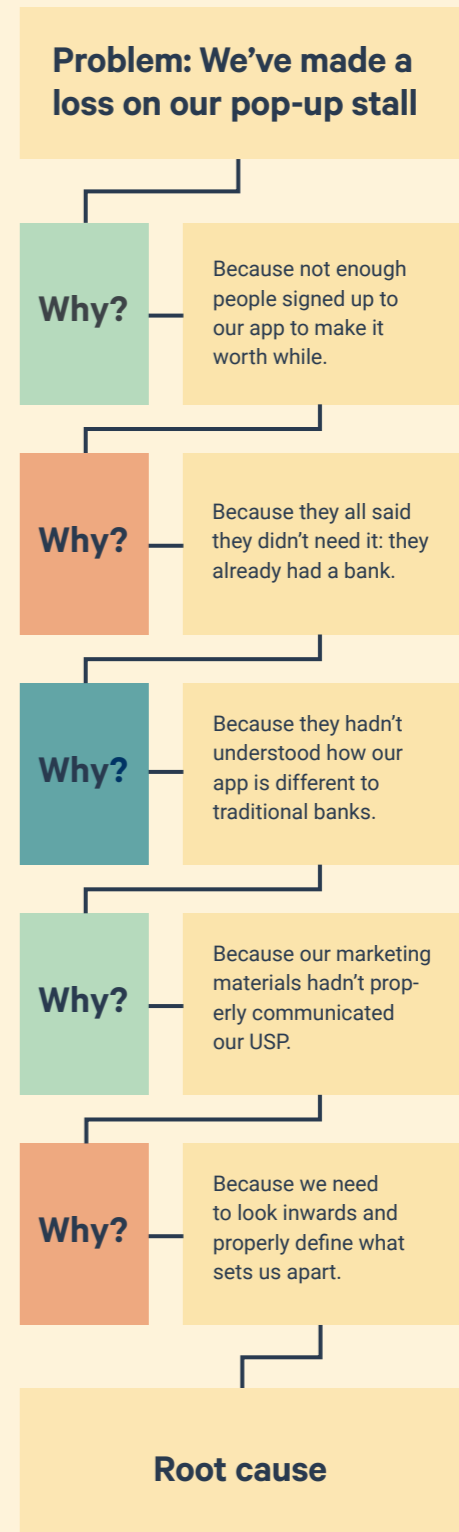 Problem: We’ve made a
loss on our pop-up stall
Why?
Because not enough
people signed up to
our app to make it
worth while.
Why?
Because they all said
they didn’t need it: they
already had a bank.
Why?
Because they hadn’t
understood how our
app is different to
traditional banks.
Why?
Because our marketing
materials hadn’t prop-
erly communicated
our USP.
Why?
Because we need
to look inwards and
properly define what
sets us apart.
Root cause